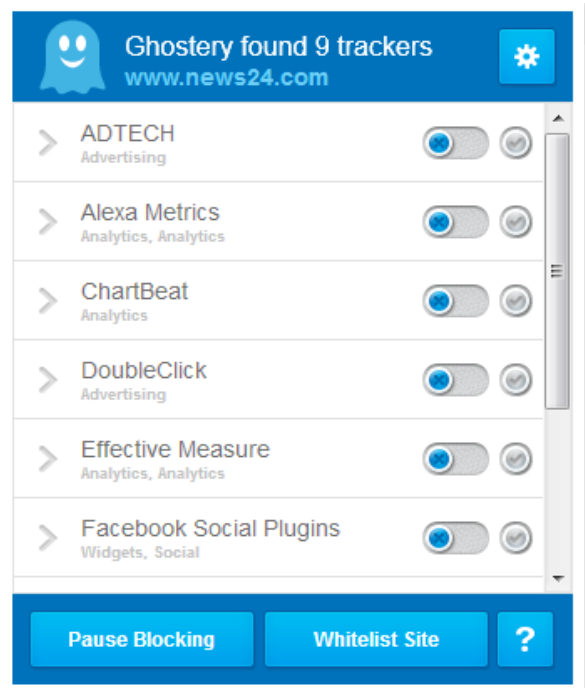 Ghostery found 9 trackers
www.news24.com
ADTECH
Advertising
Alexa Metrics
Analytics, Analytics
ChartBeat
Analytics
DoubleClick
Advertising
Effective Measure
Analytics, Analytics
Facebook Social Plugins
Widgets, Social
Pause Blocking
Whitelist Site
?